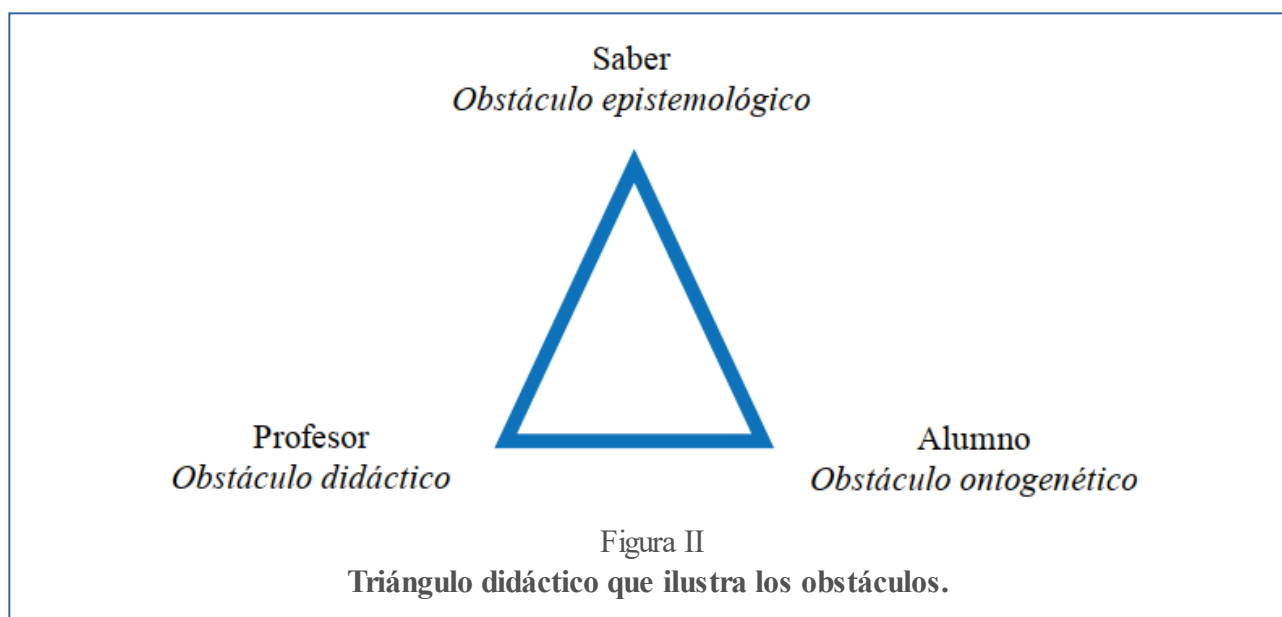 Saber
Obstáculo epistemológico
Profesor
Obstáculo didáctico
Alumno
Obstáculo ontogenético
Figura II
Triángulo didáctico que ilustra los obstáculos.